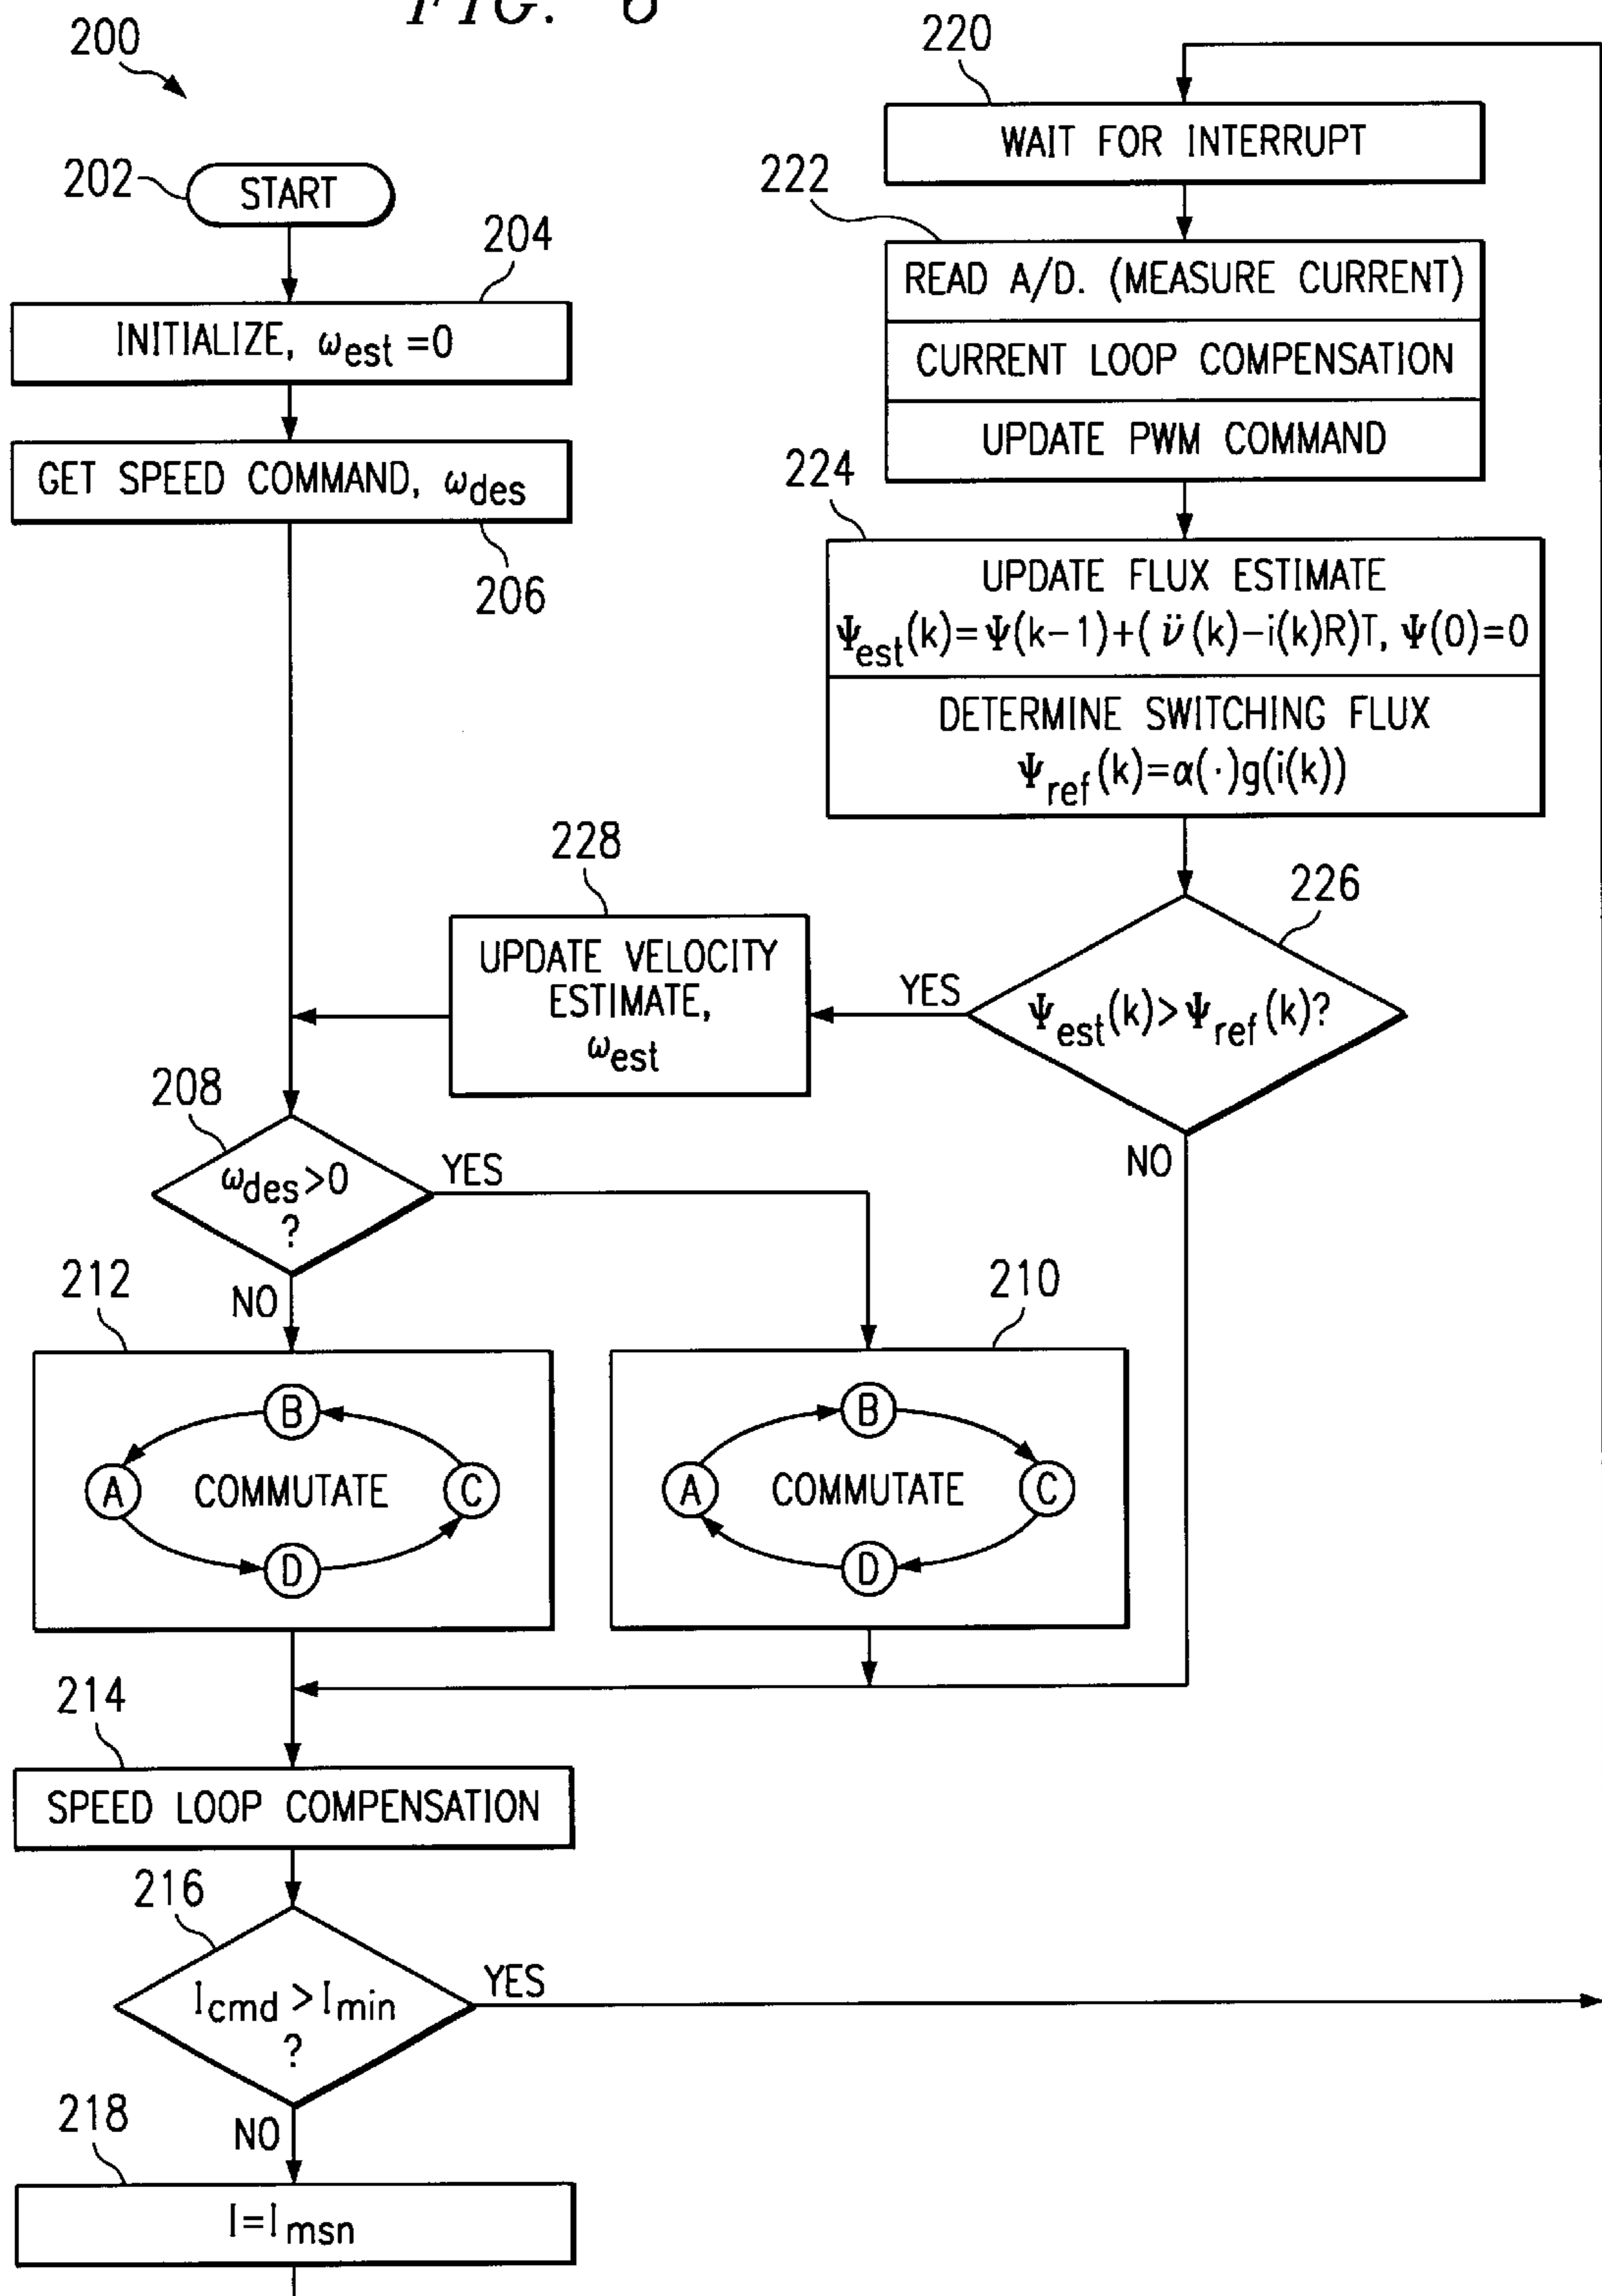 FIG. 6
200
202
START
204
INITIALIZE, ωest =0
GET SPEED COMMAND, ωdes
206
220
WAIT FOR INTERRUPT
222
READ A/D. (MEASURE CURRENT)
CURRENT LOOP COMPENSATION
UPDATE PWM COMMAND
224
UPDATE FLUX ESTIMATE
Ψest(k)=Ψ(k-1)+( ν̈(k)-i(k)R)T, Ψ(0)=0
DETERMINE SWITCHING FLUX
Ψref(k)=α(·)g(i(k))
226
Ψest(k)>Ψref(k)?
YES
NO
228
UPDATE VELOCITY
ESTIMATE,
ωest
208
ωdes>0
?
YES
NO
212
B
A COMMUTATE C
D
210
B
A COMMUTATE C
D
214
SPEED LOOP COMPENSATION
216
Icmd >Imin
?
YES
NO
218
I=Imsn